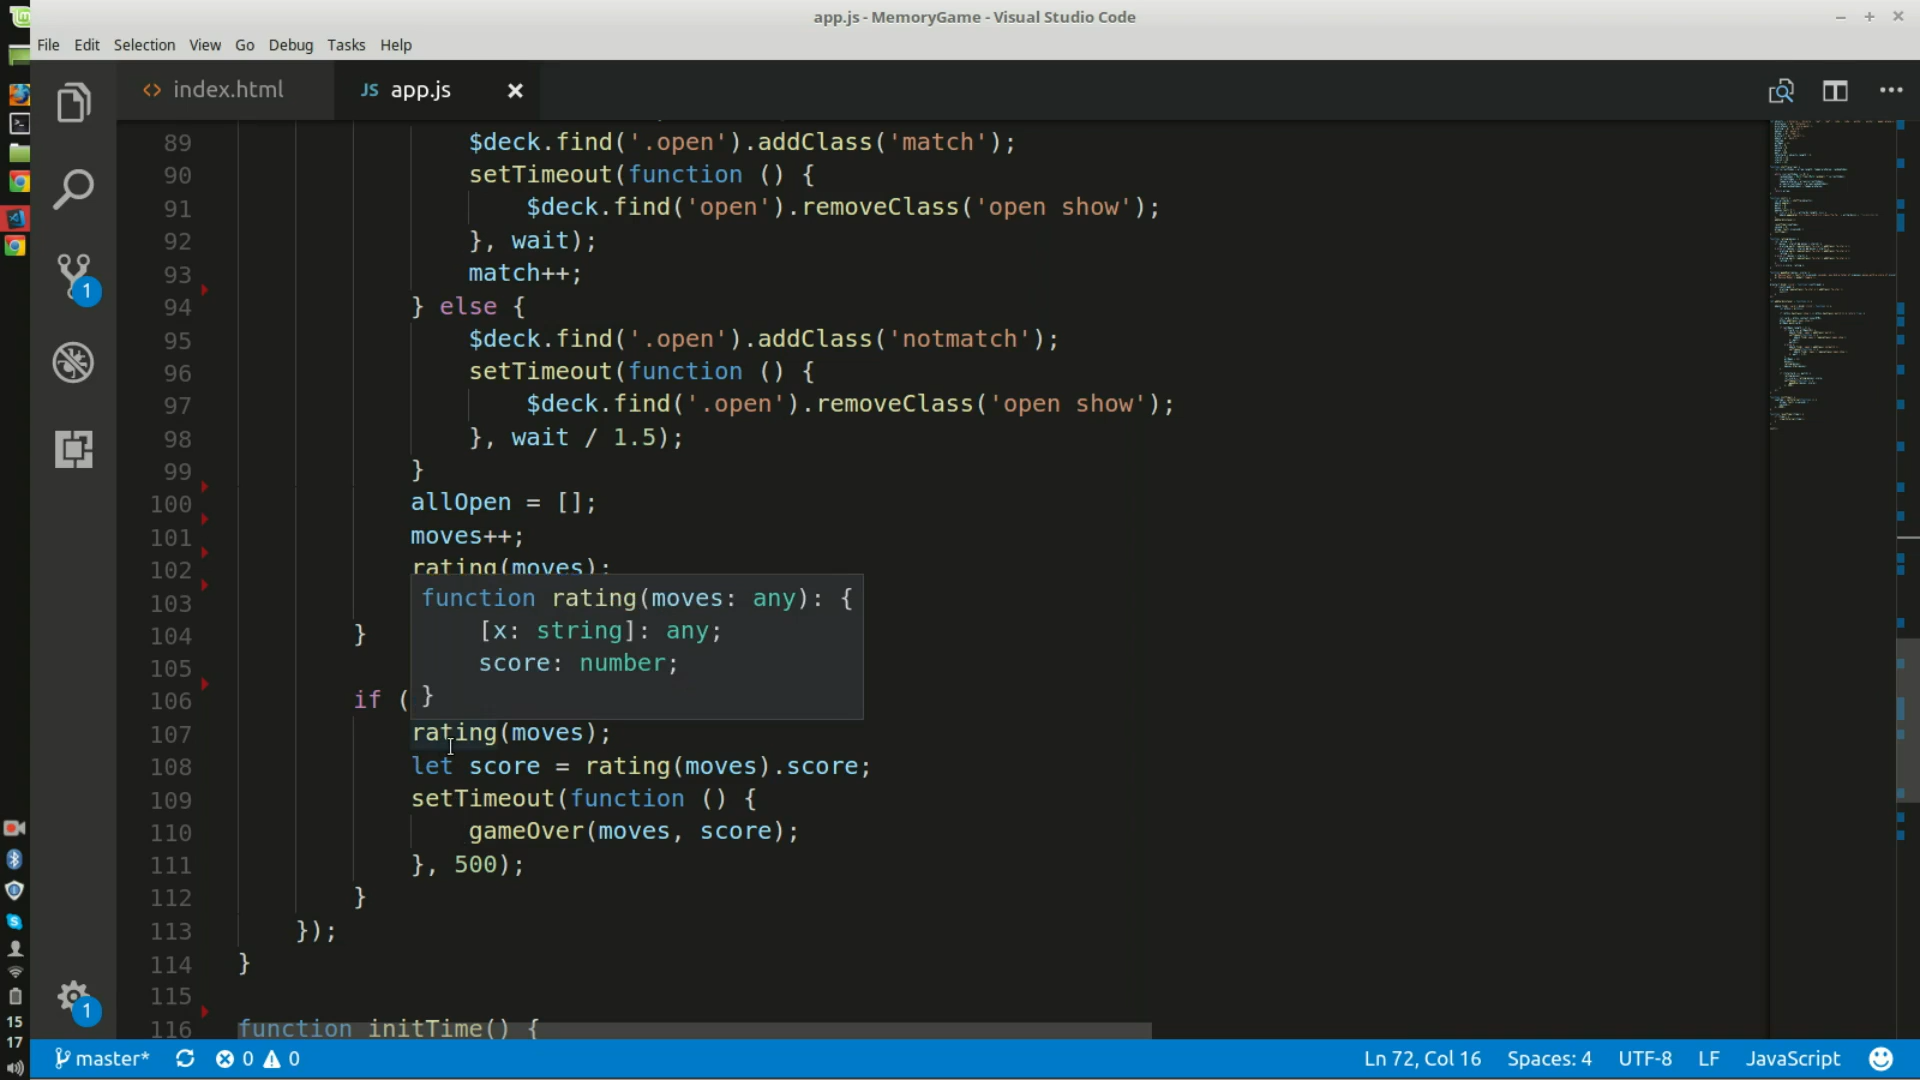 app.js - MemoryGame - Visual Studio Code
File Edit Selection View Go Debug Tasks Help
<> index.html JS app.js
89 $deck.find('.open').addClass('match');
90 setTimeout(function () {
91 $deck.find('open').removeClass('open show');
92 }, wait);
93 match++;
94 } else {
95 $deck.find('.open').addClass('notmatch');
96 setTimeout(function () {
97 $deck.find('.open').removeClass('open show');
98 }, wait / 1.5);
99 }
100 allOpen = [];
101 moves++;
102 rating(moves);
103
104 }
105
106 if (
function rating(moves: any): {
[x: string]: any;
score: number;
}
107 rating(moves);
108 let score = rating(moves).score;
109 setTimeout(function () {
110 gameOver(moves, score);
111 }, 500);
112 }
113 });
114 }
115
116 function initTime() {
1
1
15
17
master* 0 0 Ln 72, Col 16 Spaces: 4 UTF-8 LF JavaScript